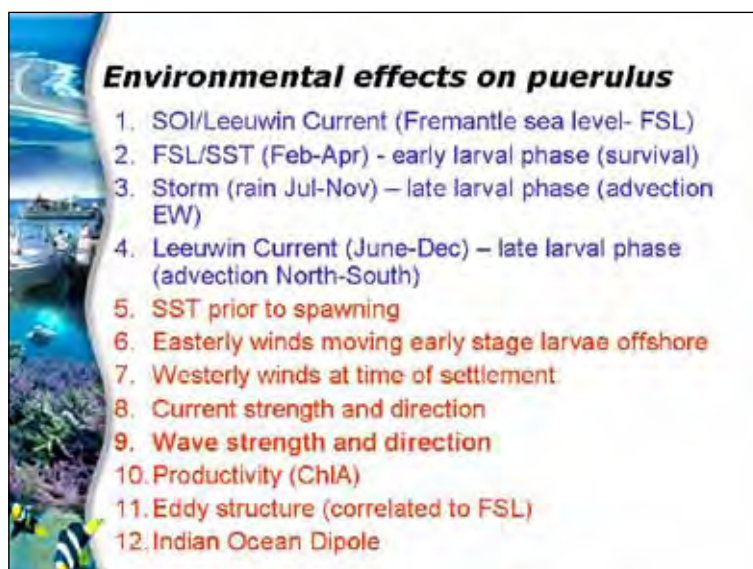 Environmental effects on puerulus
1. SOI/Leeuwin Current (Fremantle sea level- FSL)
2. FSL/SST (Feb-Apr) - early larval phase (survival)
3. Storm (rain Jul-Nov) – late larval phase (advection
EW)
4. Leeuwin Current (June-Dec) – late larval phase
(advection North-South)
5. SST prior to spawning
6. Easterly winds moving early stage larvae offshore
7. Westerly winds at time of settlement
8. Current strength and direction
9. Wave strength and direction
10. Productivity (ChlA)
11. Eddy structure (correlated to FSL)
12. Indian Ocean Dipole